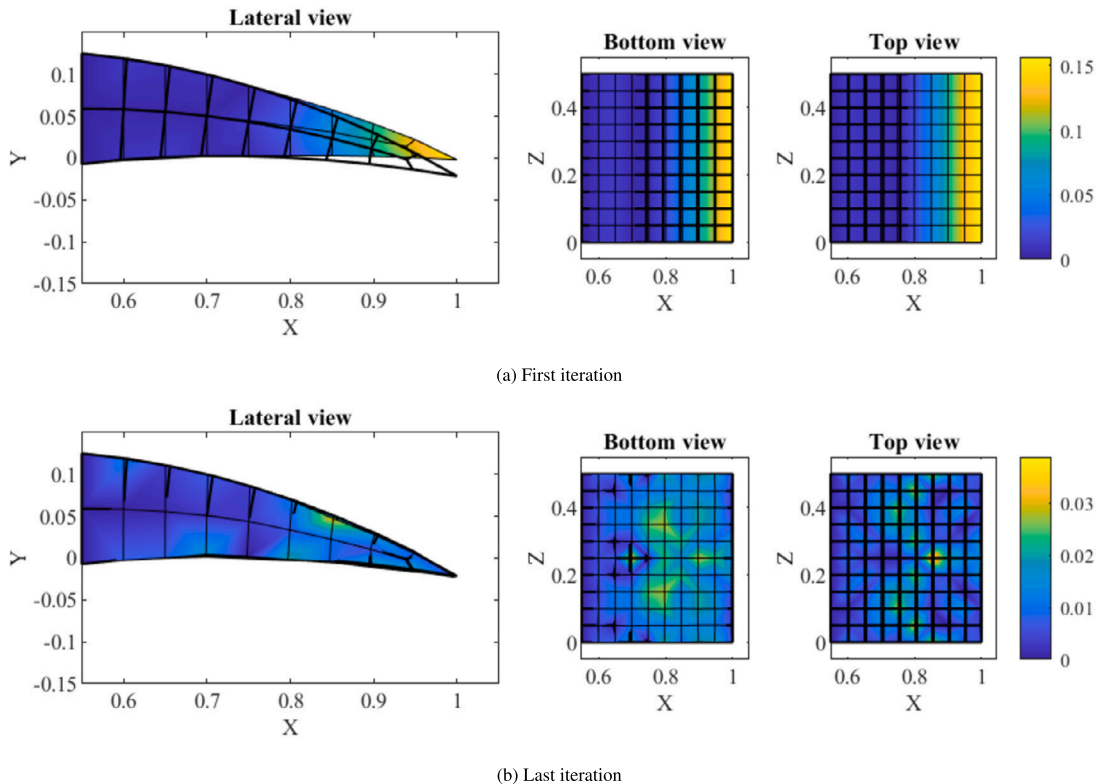 Lateral view
Bottom view
Top view
0.1
0.05
0
-0.05
-0.1
-0.15
Y
0.6
0.7
0.8
0.9
1
X
0.4
0.2
0
Z
0.6
0.8
1
X
Z
0.4
0.2
0
0.6
0.8
1
X
0.15
0.1
0.05
0
(a) First iteration
Lateral view
Bottom view
Top view
0.1
0.05
0
-0.05
-0.1
-0.15
Y
0.6
0.7
0.8
0.9
1
X
0.4
0.2
0
Z
0.6
0.8
1
X
Z
0.4
0.2
0
0.6
0.8
1
X
0.03
0.02
0.01
0
(b) Last iteration